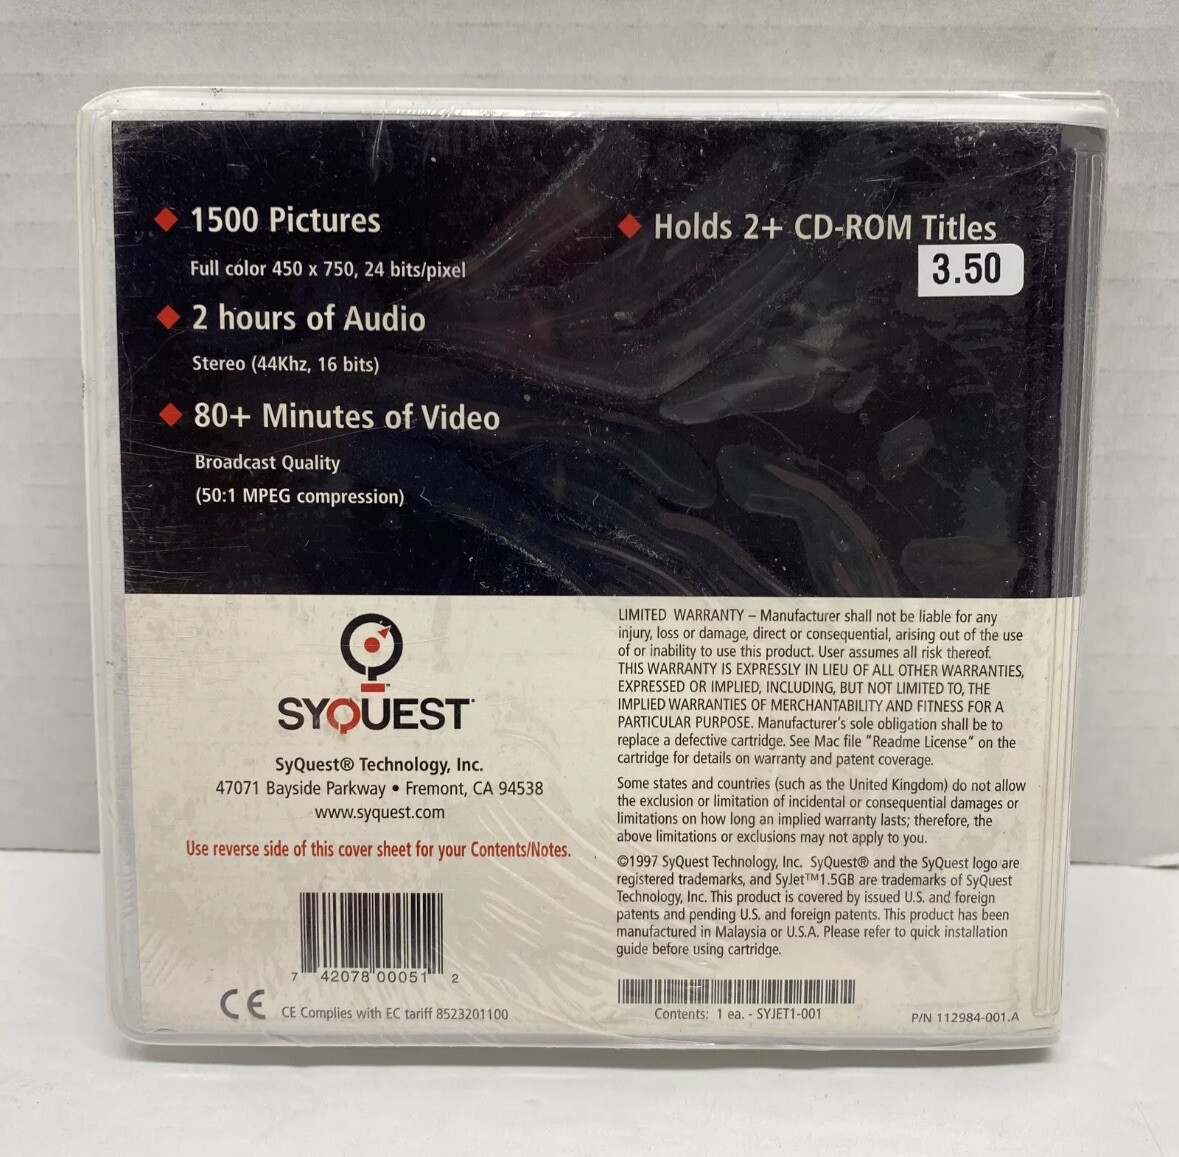 1500 Pictures
Full color 450 x 750, 24 bits/pixel
2 hours of Audio
Stereo (44Khz, 16 bits)
80+ Minutes of Video
Broadcast Quality
(50:1 MPEG compression)
Holds 2+ CD-ROM Titles
3.50
SYQUEST
SyQuest® Technology, Inc.
47071 Bayside Parkway • Fremont, CA 94538
www.syquest.com
Use reverse side of this cover sheet for your Contents/Notes.
7 42078 00051 2
CE CE Complies with EC tariff 8523201100
LIMITED WARRANTY – Manufacturer shall not be liable for any
injury, loss or damage, direct or consequential, arising out of the use
of or inability to use this product. User assumes all risk thereof.
THIS WARRANTY IS EXPRESSLY IN LIEU OF ALL OTHER WARRANTIES,
EXPRESSED OR IMPLIED, INCLUDING, BUT NOT LIMITED TO, THE
IMPLIED WARRANTIES OF MERCHANTABILITY AND FITNESS FOR A
PARTICULAR PURPOSE. Manufacturer's sole obligation shall be to
replace a defective cartridge. See Mac file "Readme License" on the
cartridge for details on warranty and patent coverage.
Some states and countries (such as the United Kingdom) do not allow
the exclusion or limitation of incidental or consequential damages or
limitations on how long an implied warranty lasts; therefore, the
above limitations or exclusions may not apply to you.
©1997 SyQuest Technology, Inc. SyQuest® and the SyQuest logo are
registered trademarks, and SyJet™1.5GB are trademarks of SyQuest
Technology, Inc. This product is covered by issued U.S. and foreign
patents and pending U.S. and foreign patents. This product has been
manufactured in Malaysia or U.S.A. Please refer to quick installation
guide before using cartridge.
Contents: 1 ea. - SYJET1-001
P/N 112984-001.A